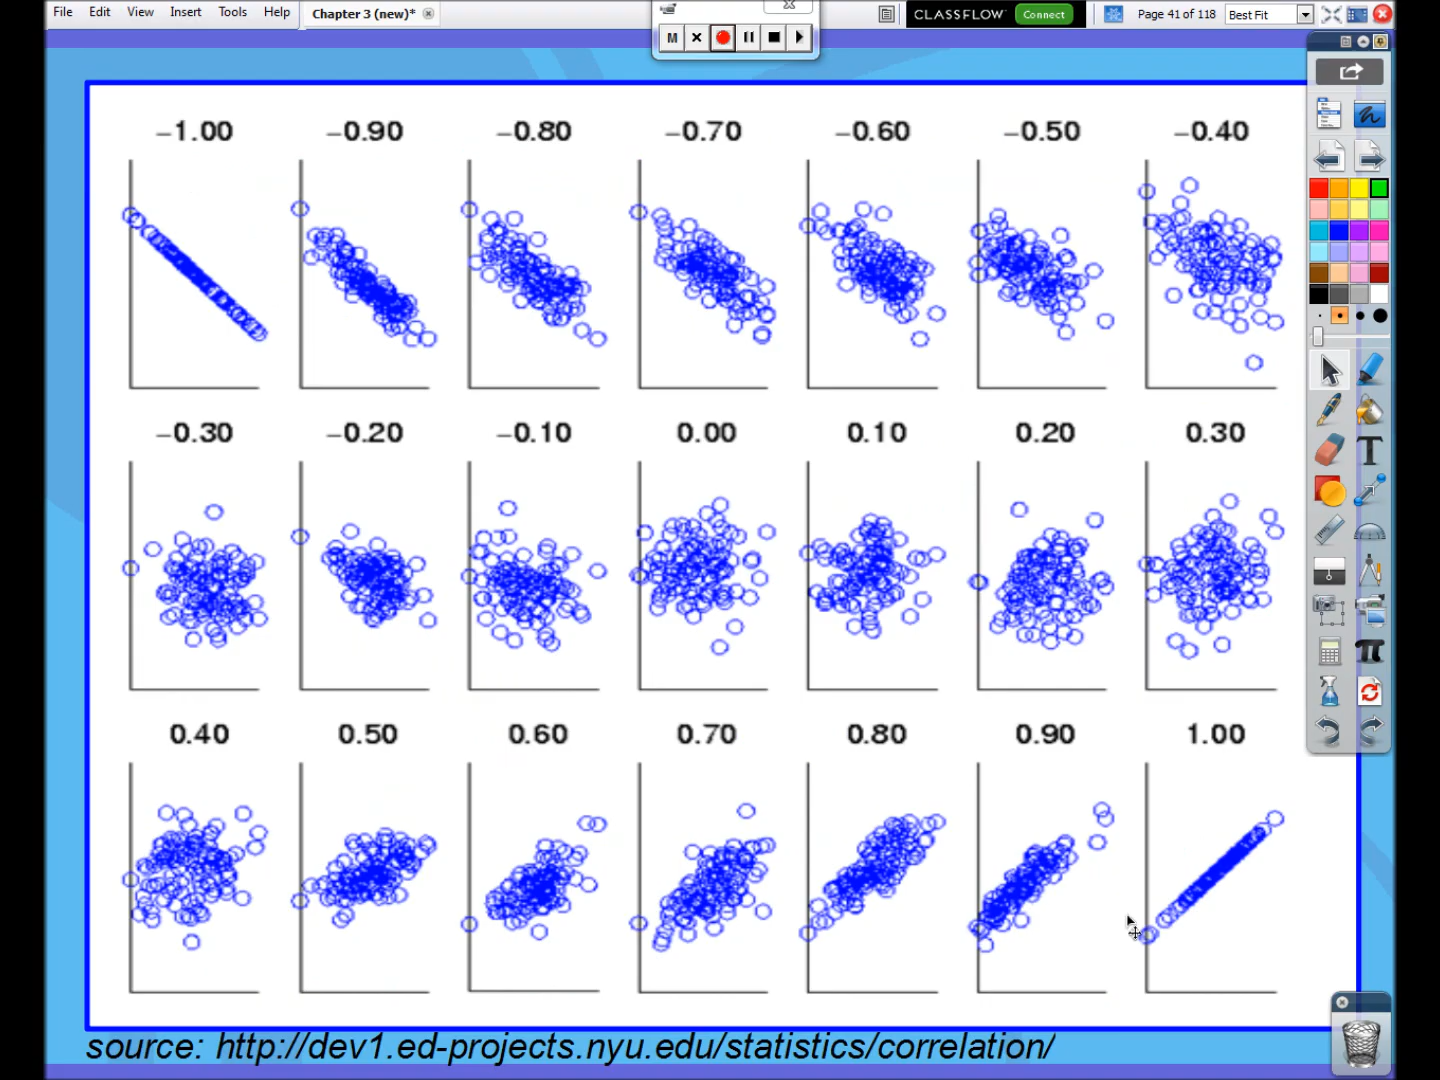 File Edit View Insert Tools Help Chapter 3 (new)* CLASSFLOW Connect Page 41 of 118 Best Fit
M
−1.00 −0.90 −0.80 −0.70 −0.60 −0.50 −0.40
−0.30 −0.20 −0.10 0.00 0.10 0.20 0.30
0.40 0.50 0.60 0.70 0.80 0.90 1.00
source: http://dev1.ed-projects.nyu.edu/statistics/correlation/